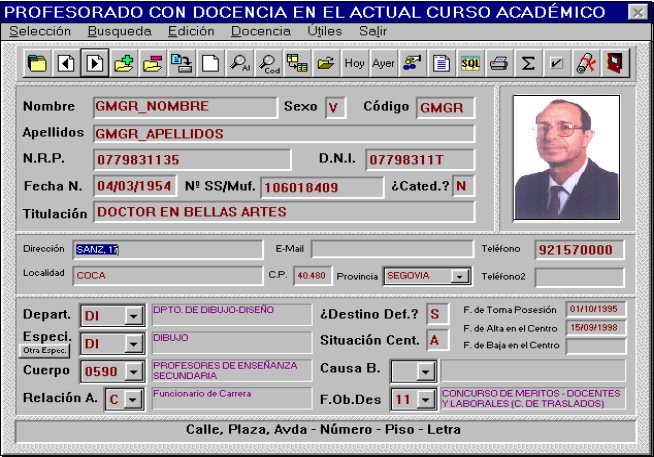 PROFESORADO CON DOCENCIA EN EL ACTUAL CURSO ACADÉMICO
Selección Busqueda Edición Docencia Útiles Salir
AI Cod Hoy Ayer SQL Σ
Nombre GMGR_NOMBRE Sexo V Código GMGR
Apellidos GMGR_APELLIDOS
N.R.P. 0779831135 D.N.I. 07798311T
Fecha N. 04/03/1954 Nº SS/Muf. 106018409 ¿Cated.? N
Titulación DOCTOR EN BELLAS ARTES
Dirección SANZ, 13 E-Mail Teléfono 921570000
Localidad COCA C.P. 40.480 Provincia SEGOVIA Teléfono2
Depart. DI DPTO. DE DIBUJO-DISEÑO ¿Destino Def.? S F. de Toma Posesión 01/10/1995
Especi. DI DIBUJO Situación Cent. A F. de Alta en el Centro 15/09/1998
Otra Espec. F. de Baja en el Centro
Cuerpo 0590 PROFESORES DE ENSEÑANZA SECUNDARIA Causa B.
Relación A. C Funcionario de Carrera F.Ob.Des 11 CONCURSO DE MERITOS - DOCENTES Y LABORALES (C. DE TRASLADOS)
Calle, Plaza, Avda - Número - Piso - Letra